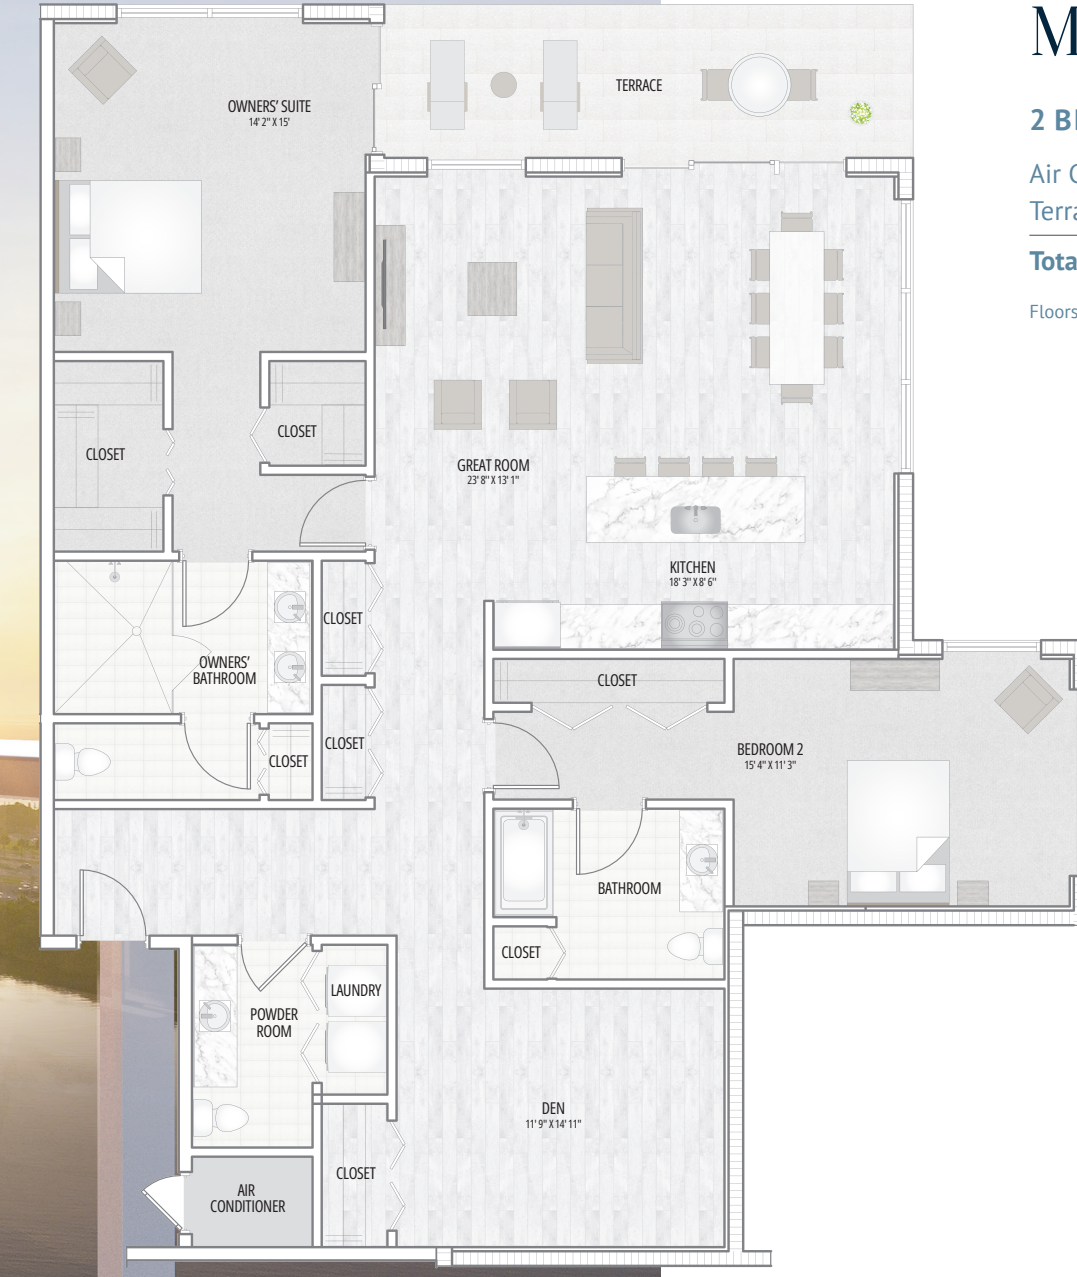 M
2 B
Air
Terra
Tota
Floors
TERRACE
OWNERS' SUITE
14' 2" X 15'
CLOSET
CLOSET
GREAT ROOM
23' 8" X 13' 1"
KITCHEN
18' 3" X 8' 6"
CLOSET
OWNERS'
BATHROOM
CLOSET
CLOSET
CLOSET
BEDROOM 2
15' 4" X 11' 3"
BATHROOM
CLOSET
LAUNDRY
POWDER
ROOM
DEN
11' 9" X 14' 11"
CLOSET
AIR
CONDITIONER